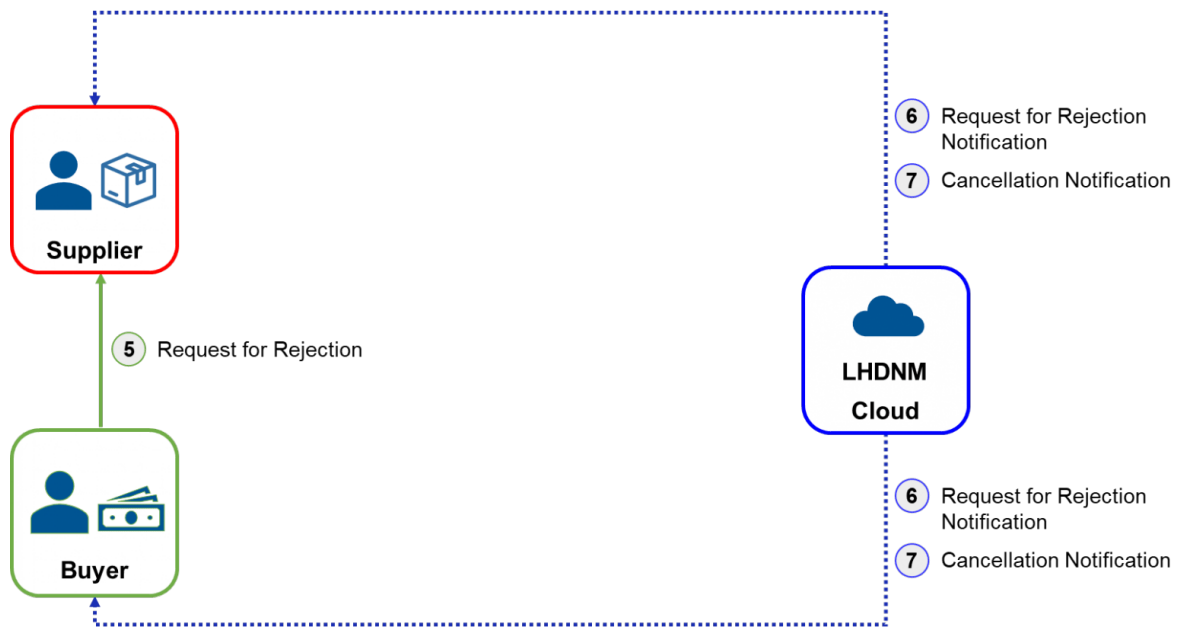 6 Request for Rejection
Notification
7 Cancellation Notification
Supplier
5 Request for Rejection
LHDNM
Cloud
6 Request for Rejection
Notification
7 Cancellation Notification
Buyer